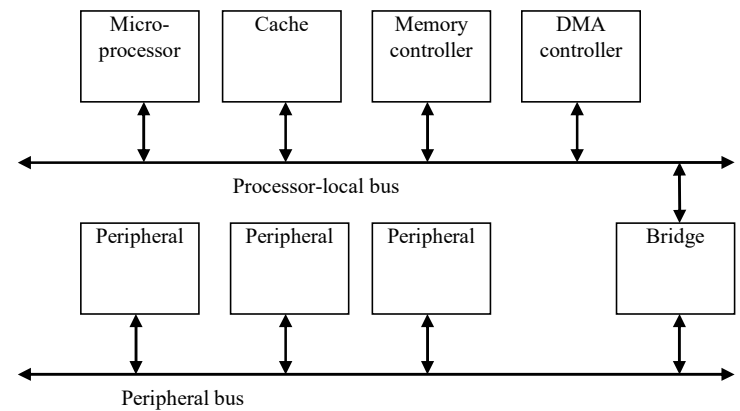 Micro-
processor
Cache
Memory
controller
DMA
controller
Processor-local bus
Peripheral
Peripheral
Peripheral
Bridge
Peripheral bus